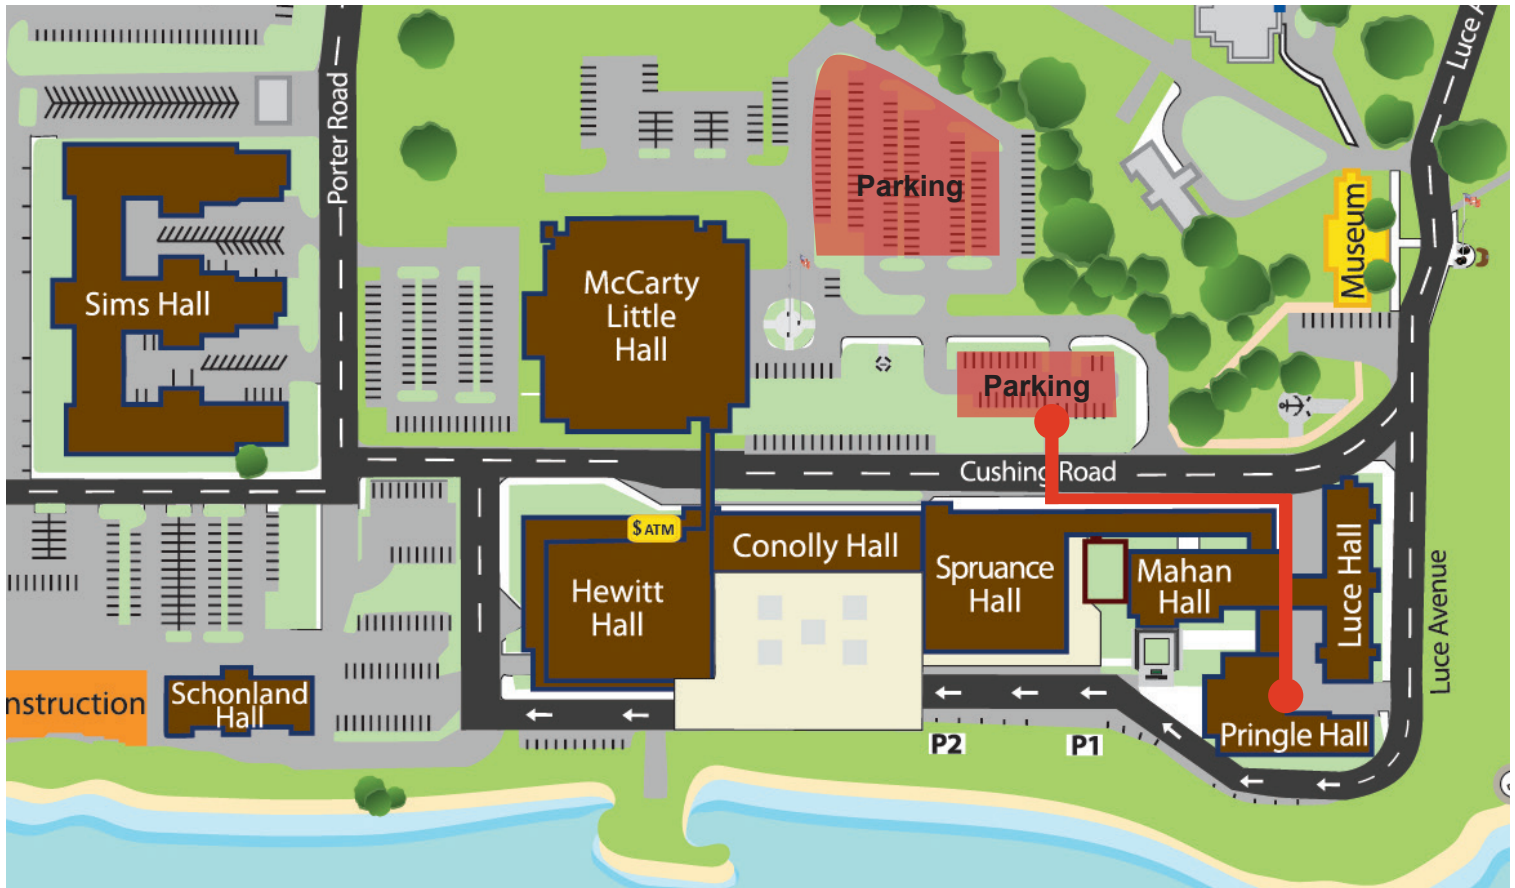 Luce A
Porter Road
Parking
Museum
McCarty
Little
Hall
Sims Hall
Parking
Cushing Road
$ ATM
Conolly Hall
Spruance
Hall
Mahan
Hall
Luce Hall
Hewitt
Hall
Luce Avenue
nstruction
Schonland
Hall
Pringle Hall
P2
P1